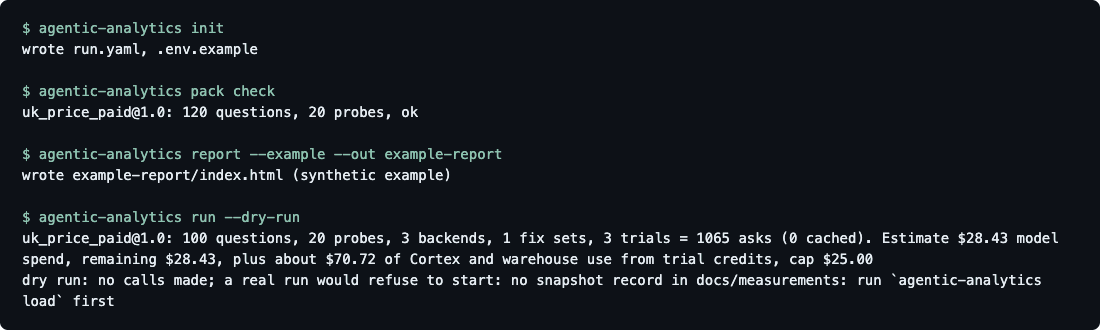 $ agentic-analytics init
wrote run.yaml, .env.example
$ agentic-analytics pack check
uk_price_paid@1.0: 120 questions, 20 probes, ok
$ agentic-analytics report --example --out example-report
wrote example-report/index.html (synthetic example)
$ agentic-analytics run --dry-run
uk_price_paid@1.0: 100 questions, 20 probes, 3 backends, 1 fix sets, 3 trials = 1065 asks (0 cached). Estimate $28.43 model
spend, remaining $28.43, plus about $70.72 of Cortex and warehouse use from trial credits, cap $25.00
dry run: no calls made; a real run would refuse to start: no snapshot record in docs/measurements: run `agentic-analytics
load` first